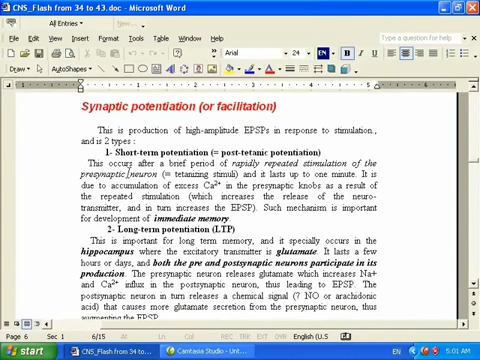 CNS_Flash from 34 to 43.doc - Microsoft Word
All Entries
New...
File Edit View Insert Format Tools Table Window Help
Arial 24 EN B I U
Draw AutoShapes
Synaptic potentiation (or facilitation)
This is production of high-amplitude EPSPs in response to stimulation.,
and is 2 types :
1- Short-term potentiation (= post-tetanic potentiation)
This occurs after a brief period of rapidly repeated stimulation of the
presynaptic neuron (= tetanizing stimuli) and it lasts up to one minute. It
is due to accumulation of excess Ca2+ in the presynaptic knobs as a result
of the repeated stimulation (which increases the release of the neuro-
transmitter, and in turn increases the EPSP). Such mechanism is important
for development of immediate memory.
2- Long-term potentiation (LTP)
This is important for long term memory, and it specially occurs in the
hippocampus where the excitatory transmitter is glutamate. It lasts a few
hours or days, and both the pre and postsynaptic neurons participate in its
production. The presynaptic neuron releases glutamate which increases Na+
and Ca2+ influx in the postsynaptic neuron, thus leading to EPSP. The
postsynaptic neuron in turn releases a chemical signal (? NO or arachidonic
acid) that causes more glutamate secretion from the presynaptic neuron, thus
augmenting the EPSP.
Page 6 Sec 1 6/15 At Ln Col REC TRK EXT OVR English (U.S
start CNS_Flash from 34 to... Camtasia Studio - Unt... EN 5:01 AM